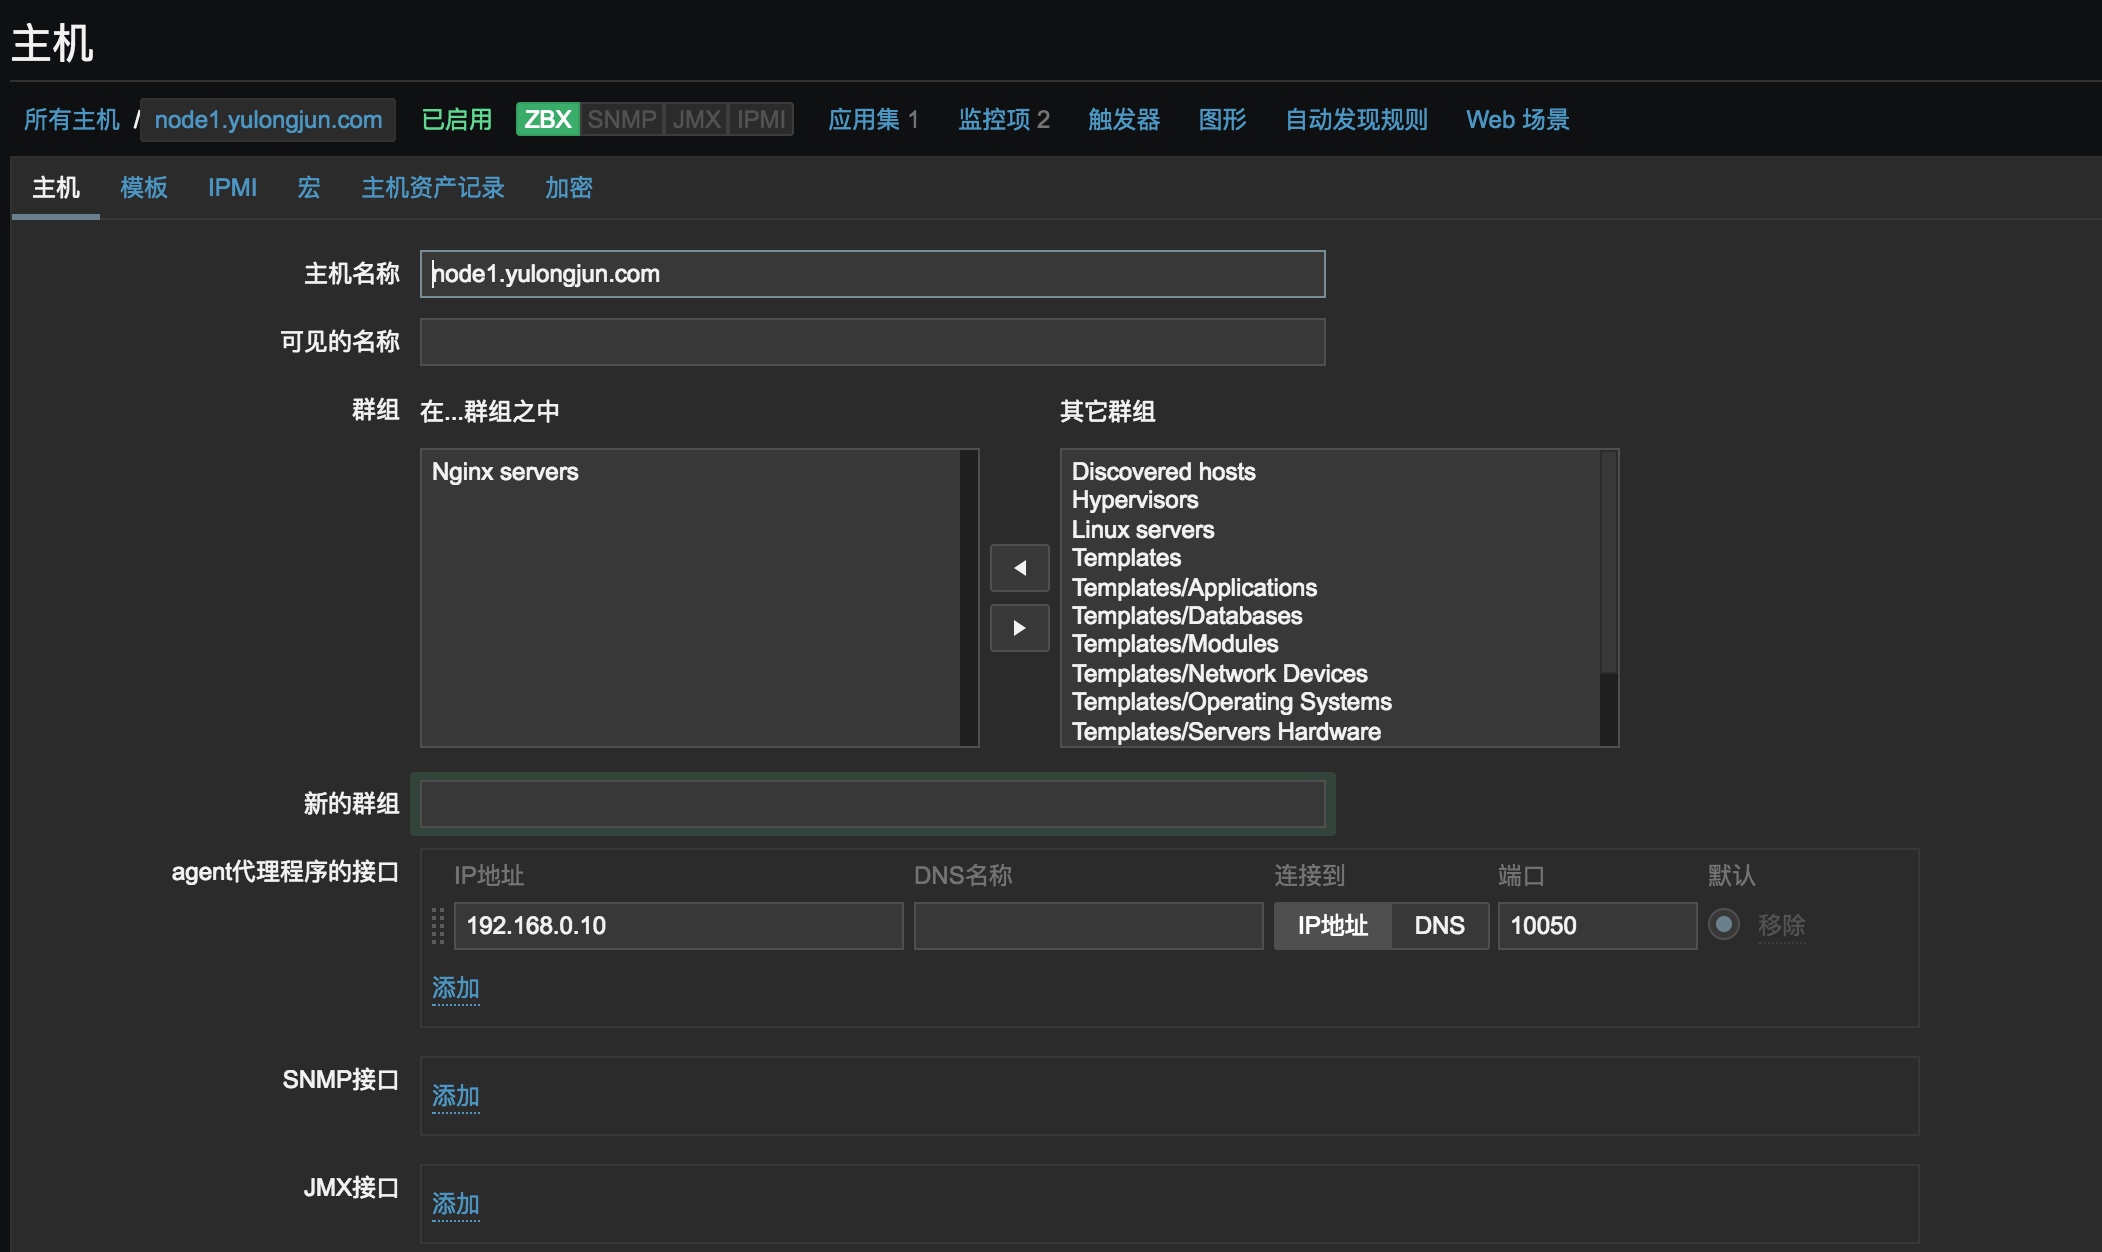 主机
所有主机 / node1.yulongjun.com 已启用 ZBX SNMP JMX IPMI 应用集 1 监控项 2 触发器 图形 自动发现规则 Web 场景
主机 模板 IPMI 宏 主机资产记录 加密
主机名称 node1.yulongjun.com
可见的名称
群组 在...群组之中 其它群组
Nginx servers
Discovered hosts
Hypervisors
Linux servers
Templates
Templates/Applications
Templates/Databases
Templates/Modules
Templates/Network Devices
Templates/Operating Systems
Templates/Servers Hardware
新的群组
agent代理程序的接口 IP地址 DNS名称 连接到 端口 默认
192.168.0.10 IP地址 DNS 10050 移除
添加
SNMP接口 添加
JMX接口 添加